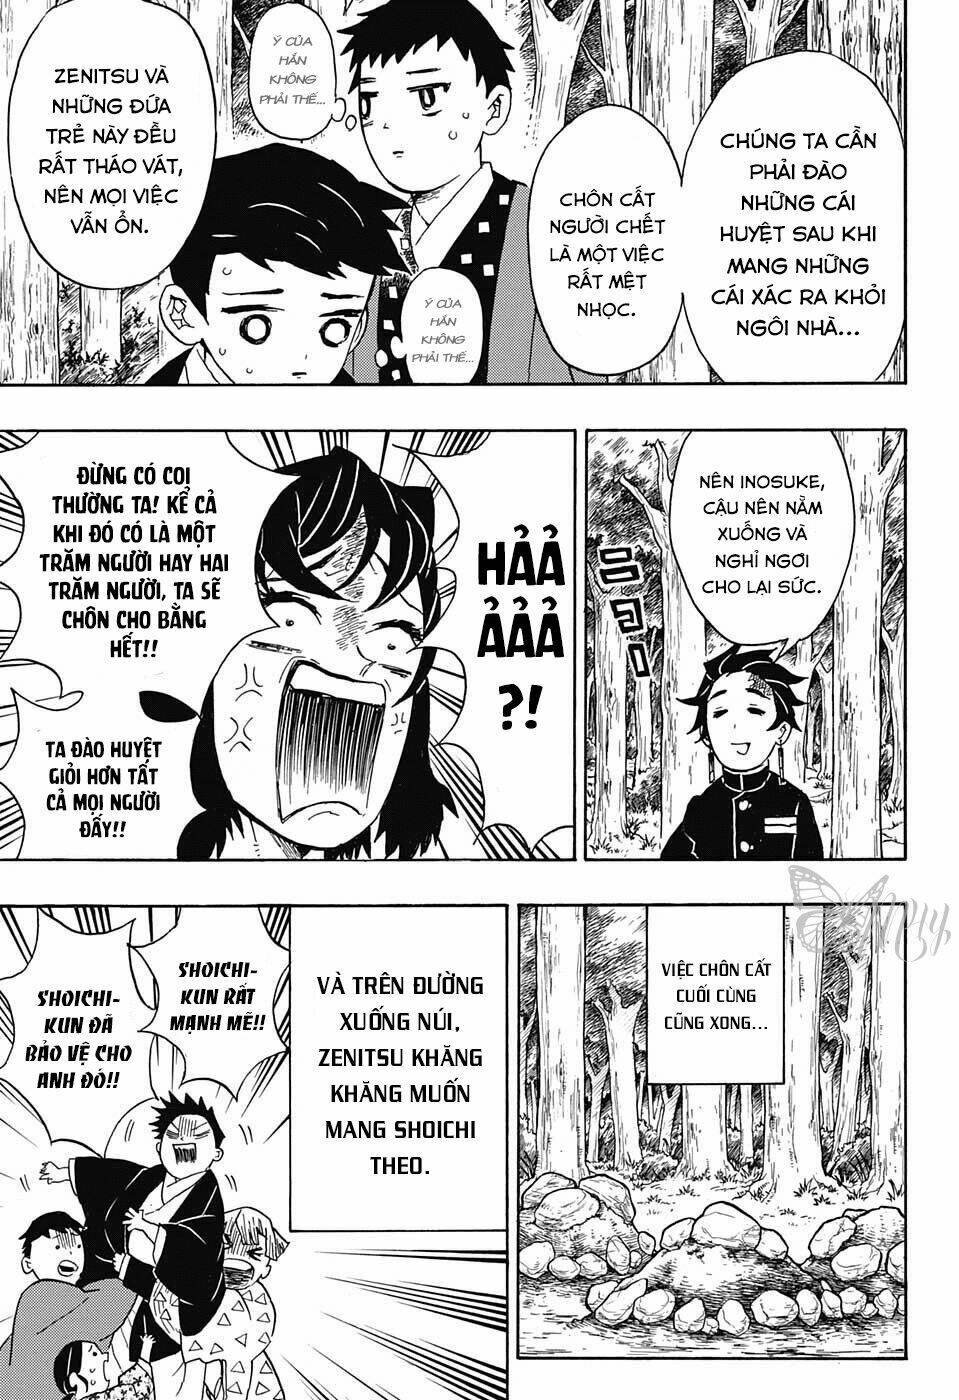 CHÚNG TA CẦN
PHẢI ĐÀO
NHỮNG CÁI
HUYỆT SAU KHI
MANG NHỮNG
CÁI XÁC RA KHỎI
NGÔI NHÀ...
CHÔN CẤT
NGƯỜI CHẾT
LÀ MỘT VIỆC
RẤT MỆT
NHỌC.
Ý CỦA
HẮN
KHÔNG
PHẢI THẾ...
Ý CỦA
HẮN
KHÔNG
PHẢI THẾ...
ZENITSU VÀ
NHỮNG ĐỨA
TRẺ NÀY ĐỀU
RẤT THÁO VÁT,
NÊN MỌI VIỆC
VẪN ỔN.
NÊN INOSUKE,
CẬU NÊN NẰM
XUỐNG VÀ
NGHỈ NGƠI
CHO LẠI SỨC.
HẢẢ
ẢẢẢ
?!
ĐỪNG CÓ COI
THƯỜNG TA! KỂ CẢ
KHI ĐÓ CÓ LÀ MỘT
TRĂM NGƯỜI HAY HAI
TRĂM NGƯỜI, TA SẼ
CHÔN CHO BẰNG
HẾT!!
TA ĐÀO HUYỆT
GIỎI HƠN TẤT
CẢ MỌI NGƯỜI
ĐẤY!!
VIỆC CHÔN CẤT
CUỐI CÙNG
CŨNG XONG...
VÀ TRÊN ĐƯỜNG
XUỐNG NÚI,
ZENITSU KHĂNG
KHĂNG MUỐN
MANG SHOICHI
THEO.
SHOICHI-
KUN RẤT
MẠNH MẼ!!
SHOICHI-
KUN ĐÃ
BẢO VỆ CHO
ANH ĐÓ!!